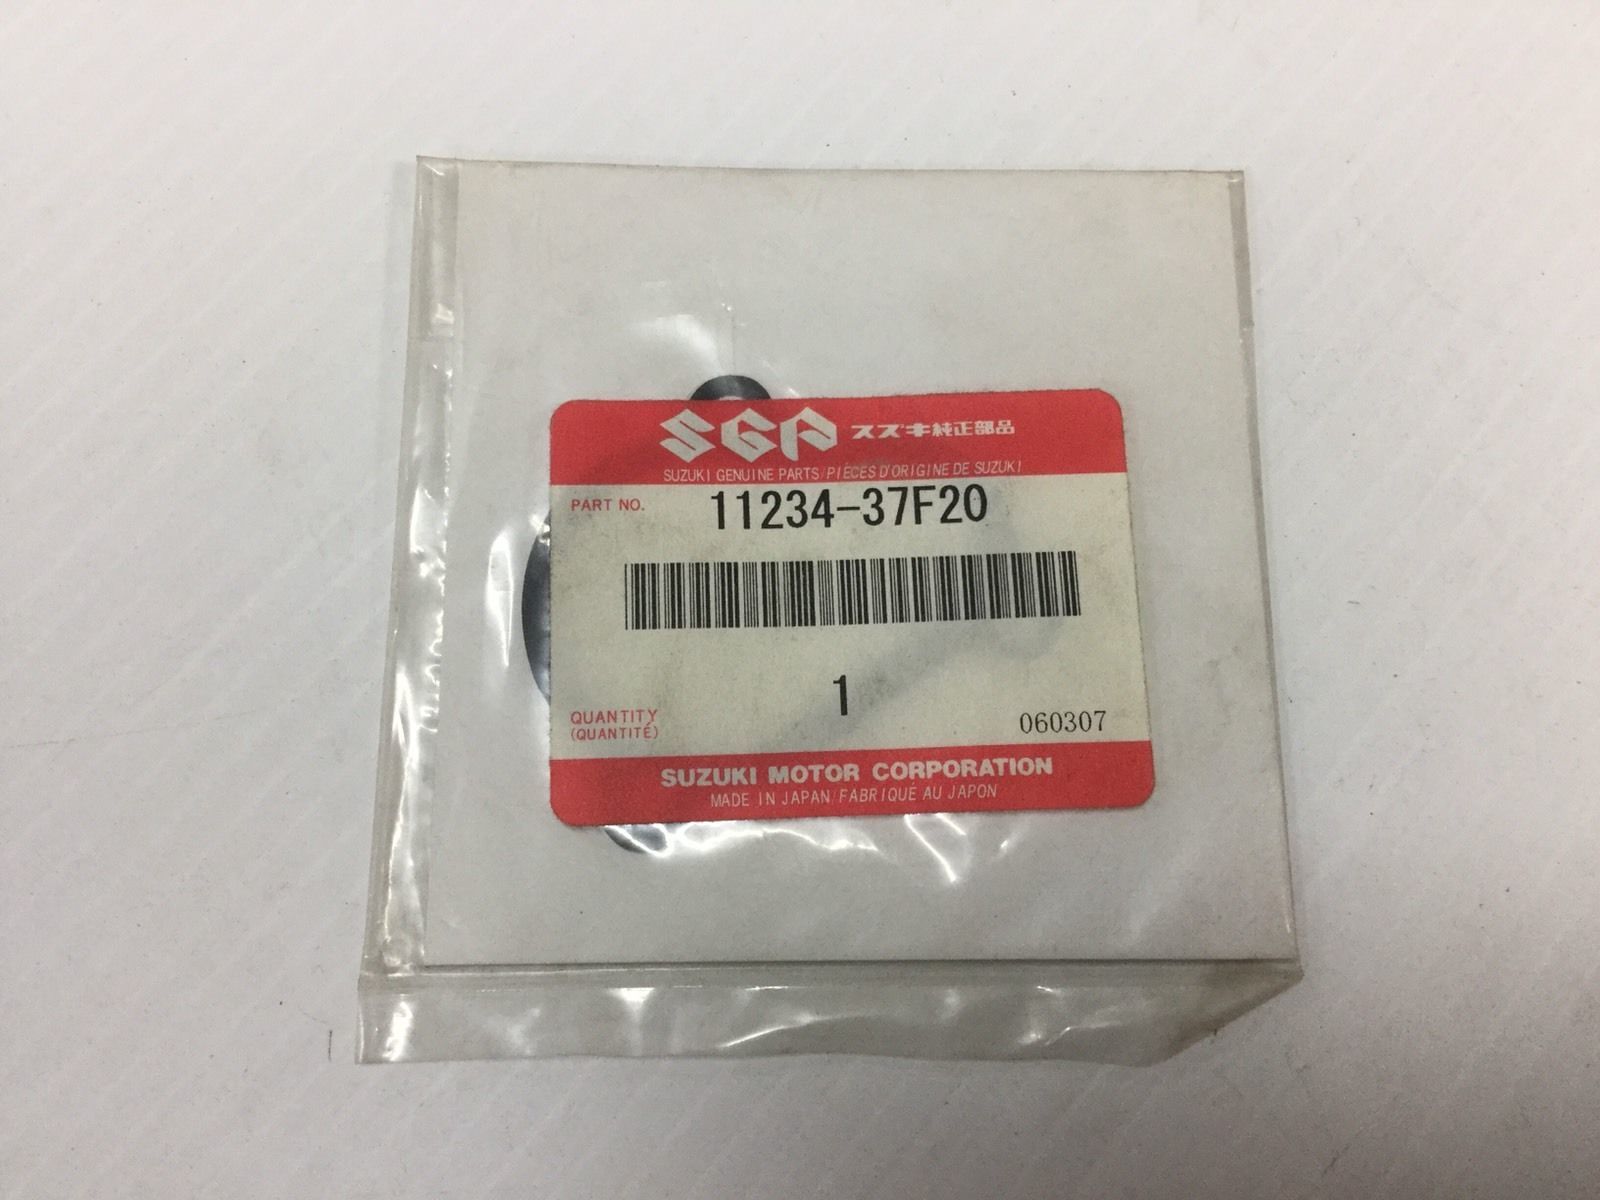 SGP スズキ純正部品
SUZUKI GENUINE PARTS/PIÈCES D'ORIGINE DE SUZUKI
PART NO. 11234-37F20
1
QUANTITY
(QUANTITÉ)
060307
SUZUKI MOTOR CORPORATION
MADE IN JAPAN/FABRIQUÉ AU JAPON